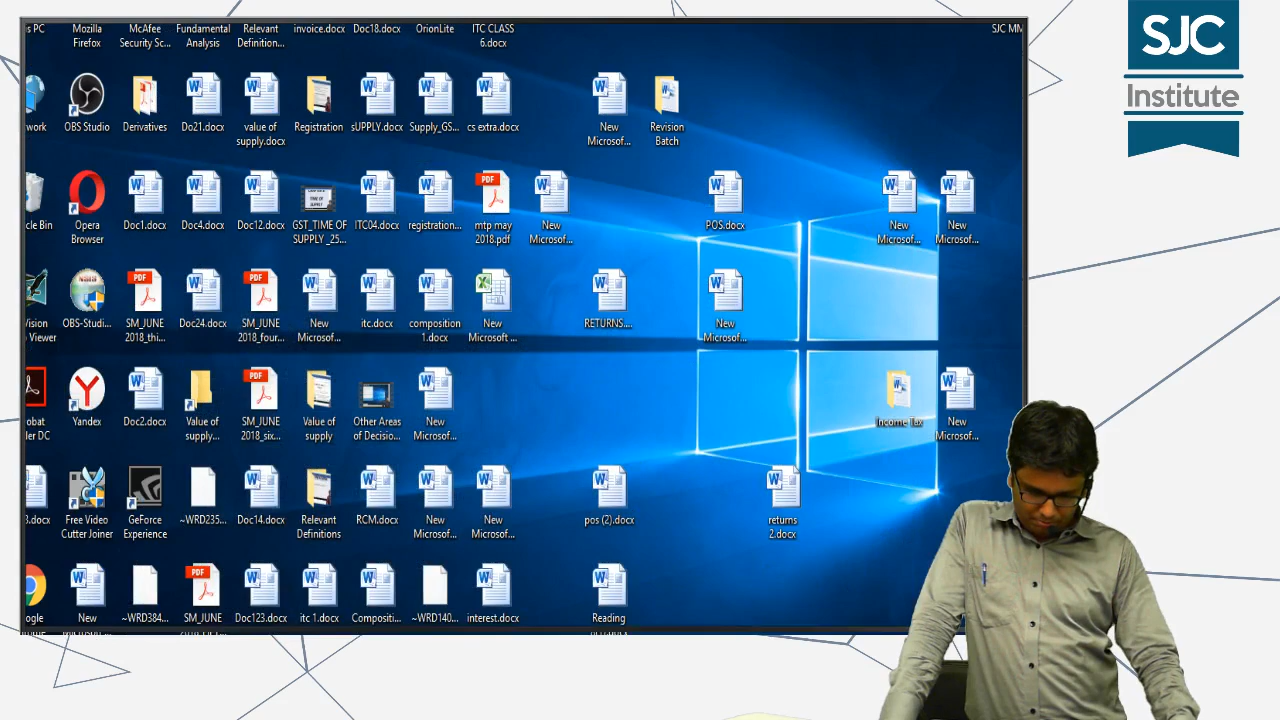 s PC
Mozilla
Firefox
McAfee
Security Sc...
Fundamental
Analysis
Relevant
Definition...
invoice.docx
Doc18.docx
OrionLite
ITC CLASS
6.docx
SJC MM
SJC
Institute
work
OBS Studio
Derivatives
Do21.docx
value of
supply.docx
Registration
sUPPLY.docx
Supply_GS...
cs extra.docx
New
Microsof...
Revision
Batch
cle Bin
Opera
Browser
Doc1.docx
Doc4.docx
Doc12.docx
GST_TIME OF
SUPPLY _25...
ITC04.docx
registration...
PDF
mtp may
2018.pdf
New
Microsof...
POS.docx
New
Microsof...
New
Microsof...
Vision
Viewer
OBS-Studi...
PDF
SM_JUNE
2018_thi...
Doc24.docx
PDF
SM_JUNE
2018_four...
New
Microsof...
itc.docx
composition
1.docx
New
Microsoft ...
RETURNS....
New
Microsof...
obat
ler DC
Yandex
Doc2.docx
Value of
supply...
PDF
SM_JUNE
2018_six...
Value of
supply
Other Areas
of Decisio...
New
Microsof...
Income Tax
New
Microsof...
3.docx
Free Video
Cutter Joiner
GeForce
Experience
~WRD235...
Doc14.docx
Relevant
Definitions
RCM.docx
New
Microsof...
New
Microsof...
pos (2).docx
returns
2.docx
ogle
New
~WRD384...
PDF
SM_JUNE
Doc123.docx
itc 1.docx
Compositi...
~WRD140...
interest.docx
Reading